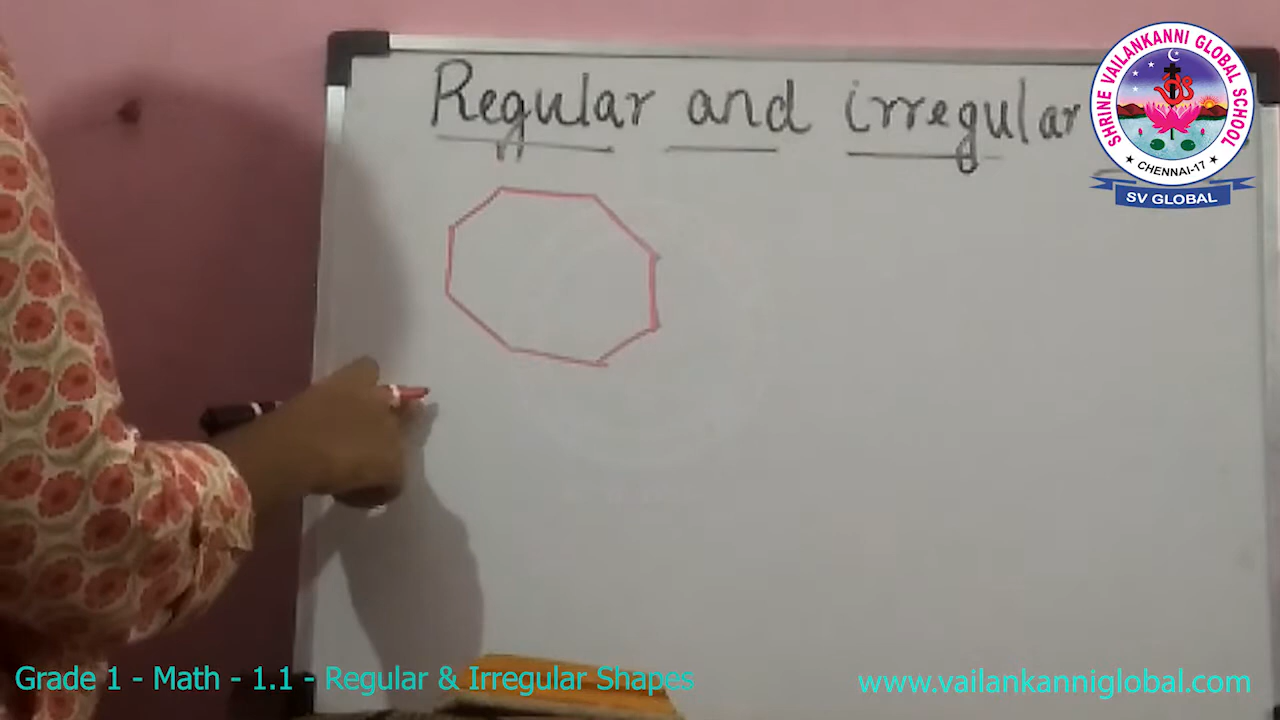 Regular and irregular
SHRINE VAILANKANNI GLOBAL SCHOOL
★ CHENNAI-17 ★
SV GLOBAL
Grade 1 - Math - 1.1 - Regular & Irregular Shapes
www.vailankanniglobal.com